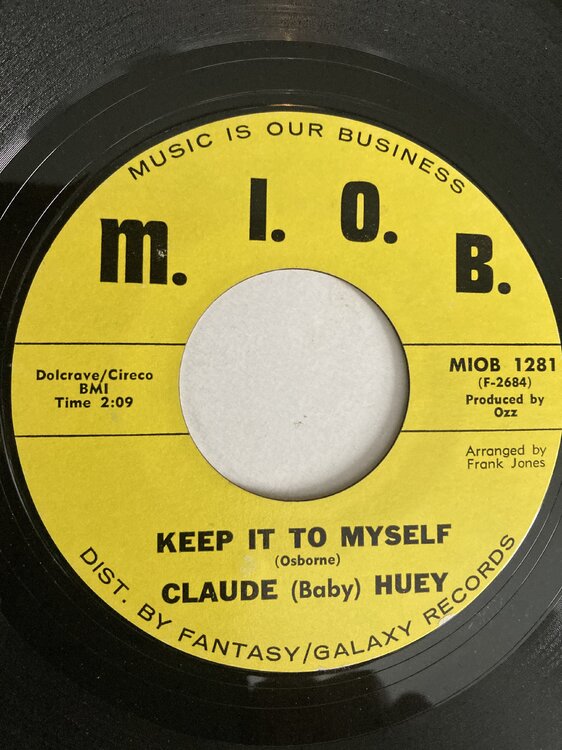 MUSIC IS OUR BUSINESS
m. I. O. B.
Dolcrave/Cireco
BMI
Time 2:09
MIOB 1281
(F-2684)
Produced by
Ozz
Arranged by
Frank Jones
KEEP IT TO MYSELF
(Osborne)
CLAUDE (Baby) HUEY
DIST. BY FANTASY/GALAXY RECORDS